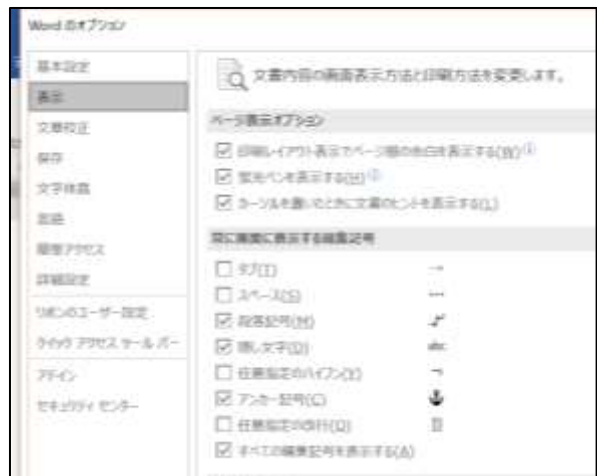 Word のオプション
基本設定
表示
文章校正
保存
文字体裁
言語
簡単アクセス
詳細設定
リボンのユーザー設定
クイック アクセス ツール バー
アドイン
セキュリティ センター
文書内容の画面表示方法と印刷方法を変更します。
ページ表示オプション
印刷レイアウト表示でページ間の余白を表示する(W)
蛍光ペンを表示する(H)
カーソルを置いたときに文書のヒントを表示する(L)
常に画面に表示する編集記号
タブ(T) →
スペース(S) ···
段落記号(M)
隠し文字(D) abc
任意指定のハイフン(Y) ¬
アンカー記号(C)
任意指定の改行(O)
すべての編集記号を表示する(A)